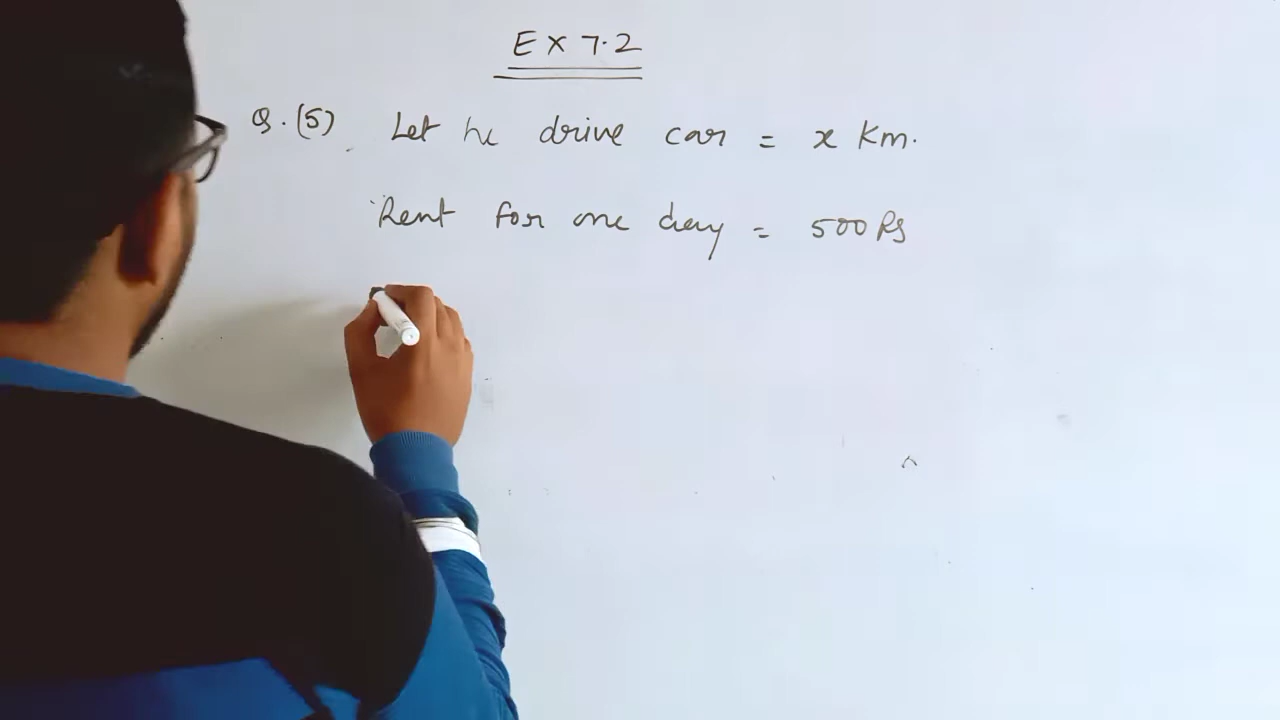 Ex 7.2
Q.(5) Let he drive car = x Km.
Rent for one day = 500 Rs